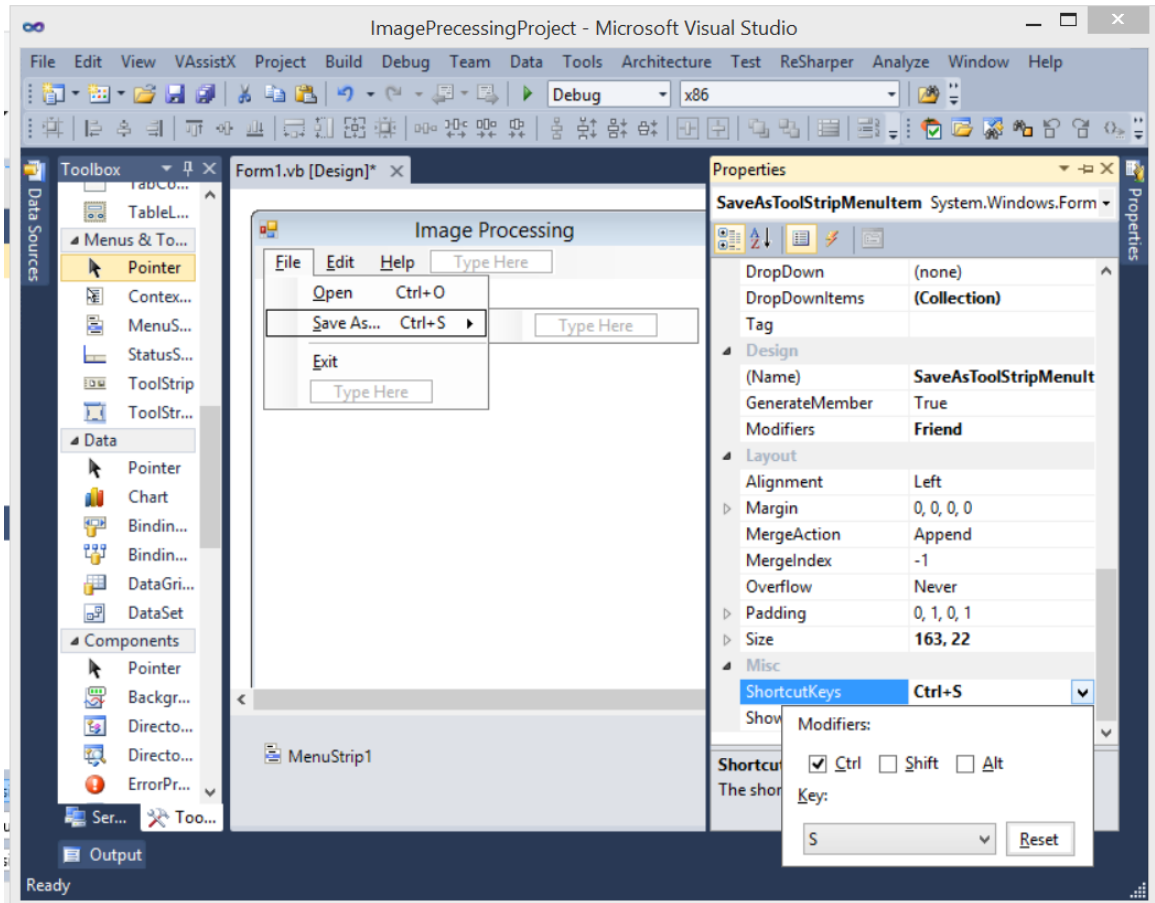 ImagePrecessingProject - Microsoft Visual Studio
File Edit View VAssistX Project Build Debug Team Data Tools Architecture Test ReSharper Analyze Window Help
Debug x86
Data Sources
Toolbox
TabCo...
TableL...
Menus & To...
Pointer
Contex...
MenuS...
StatusS...
ToolStrip
ToolStr...
Data
Pointer
Chart
Bindin...
Bindin...
DataGri...
DataSet
Components
Pointer
Backgr...
Directo...
Directo...
ErrorPr...
Ser... Too...
Form1.vb [Design]*
Image Processing
File Edit Help Type Here
Open Ctrl+O
Save As... Ctrl+S Type Here
Exit
Type Here
MenuStrip1
Properties
SaveAsToolStripMenuItem System.Windows.Form
DropDown (none)
DropDownItems (Collection)
Tag
Design
(Name) SaveAsToolStripMenuIt
GenerateMember True
Modifiers Friend
Layout
Alignment Left
Margin 0, 0, 0, 0
MergeAction Append
MergeIndex -1
Overflow Never
Padding 0, 1, 0, 1
Size 163, 22
Misc
ShortcutKeys Ctrl+S
Show
Modifiers:
Ctrl Shift Alt
Key:
S Reset
Shortcut
The shor
Properties
Output
Ready